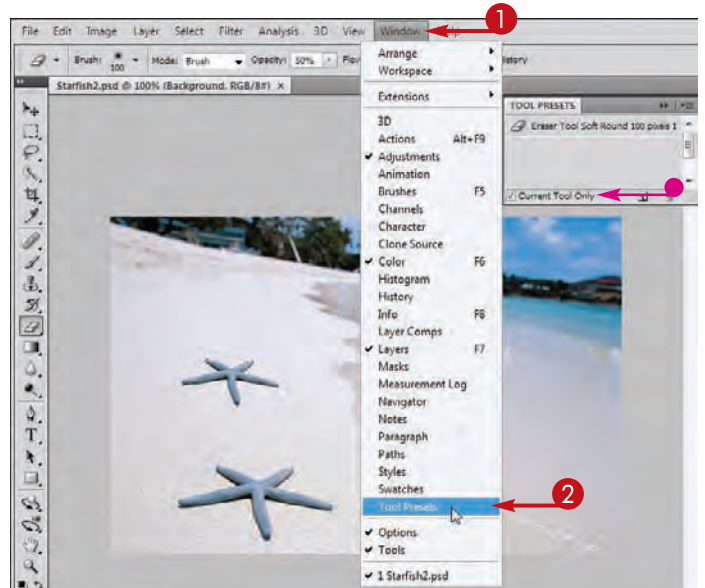 1
File Edit Image Layer Select Filter Analysis 3D View Window
Brush: 100 Mode: Brush Opacity: 50%
Starfish2.psd @ 100% (Background, RGB/8#) ×
Arrange
Workspace
Extensions
3D
Actions Alt+F9
Adjustments
Animation
Brushes F5
Channels
Character
Clone Source
Color F6
Histogram
History
Info F8
Layer Comps
Layers F7
Masks
Measurement Log
Navigator
Notes
Paragraph
Paths
Styles
Swatches
Tool Presets
2
Options
Tools
1 Starfish2.psd
TOOL PRESETS
Eraser Tool Soft Round 100 pixels 1
Current Tool Only